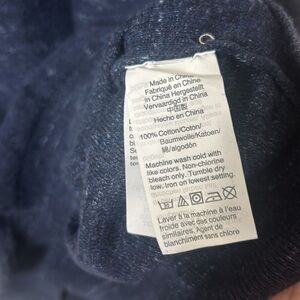 Made in China
Fabriqué en Chine
in China Hergestellt
Vervaardigd in China
中国製
Hecho en China
100% Cotton/Coton/
Baumwolle/Katoen/
綿/algodón
Machine wash cold with
like colors. Non-chlorine
bleach only. Tumble dry
low. Iron on lowest setting.
Laver à la machine à l'eau
froide avec des couleurs
similaires. Agent de
blanchiment sans chlore